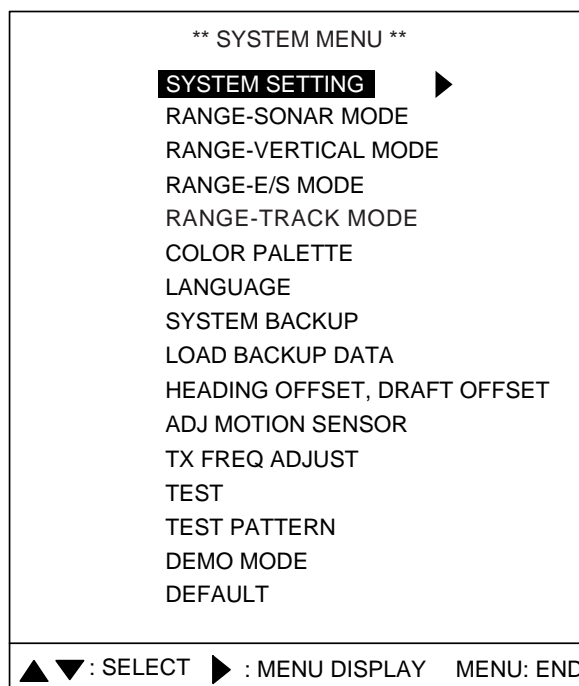 ** SYSTEM MENU **
SYSTEM SETTING ▶
RANGE-SONAR MODE
RANGE-VERTICAL MODE
RANGE-E/S MODE
RANGE-TRACK MODE
COLOR PALETTE
LANGUAGE
SYSTEM BACKUP
LOAD BACKUP DATA
HEADING OFFSET, DRAFT OFFSET
ADJ MOTION SENSOR
TX FREQ ADJUST
TEST
TEST PATTERN
DEMO MODE
DEFAULT
▲ ▼: SELECT ▶ : MENU DISPLAY MENU: END